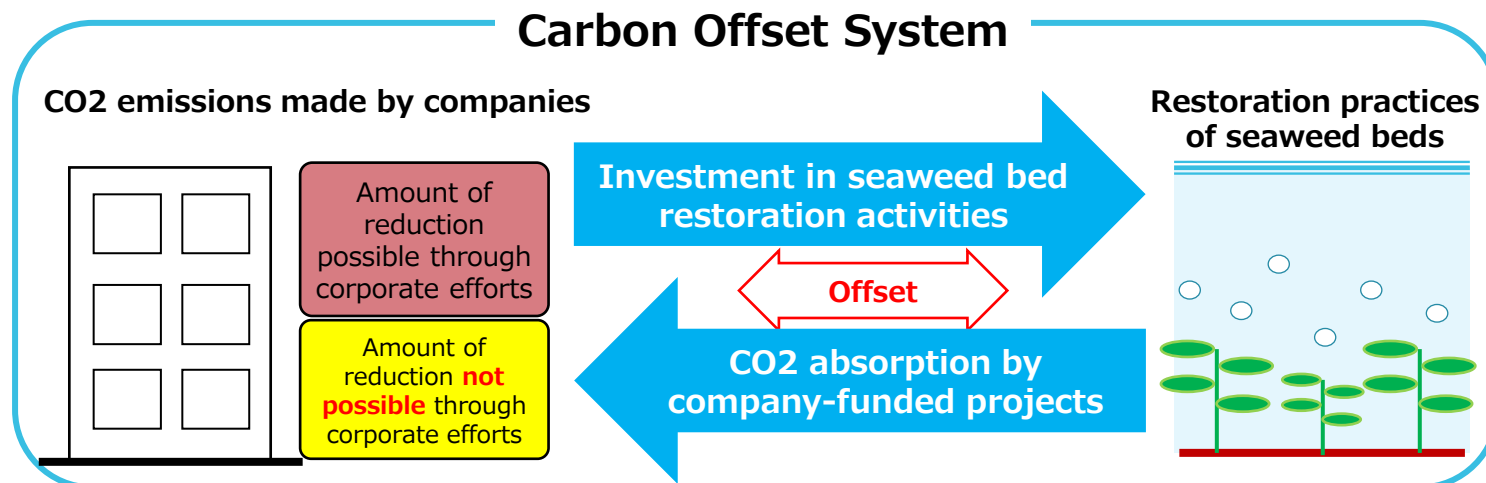 Carbon Offset System
CO2 emissions made by companies
Amount of
reduction
possible through
corporate efforts
Amount of
reduction not
possible through
corporate efforts
Investment in seaweed bed
restoration activities
Offset
CO2 absorption by
company-funded projects
Restoration practices
of seaweed beds